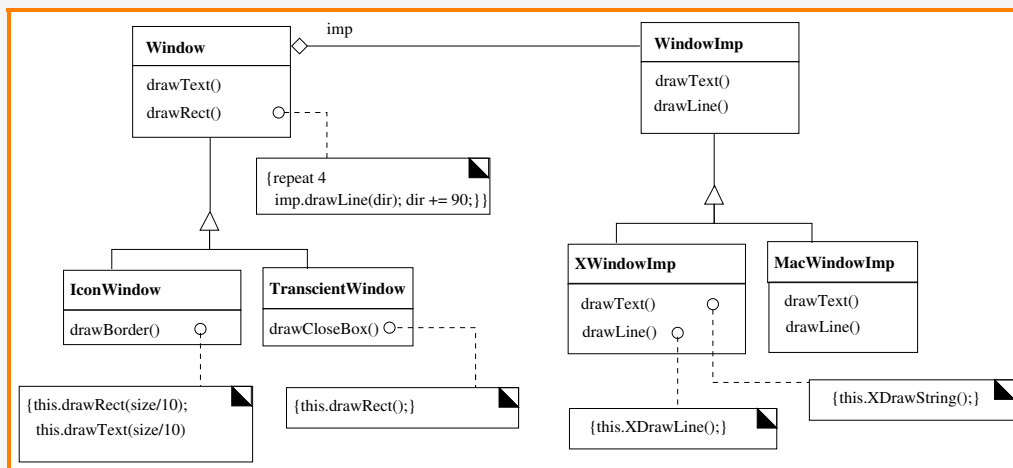 imp
Window
drawText()
drawRect()
WindowImp
drawText()
drawLine()
{repeat 4
imp.drawLine(dir); dir += 90;}}
IconWindow
drawBorder()
TranscientWindow
drawCloseBox()
XWindowImp
drawText()
drawLine()
MacWindowImp
drawText()
drawLine()
{this.drawRect(size/10);
this.drawText(size/10)
{this.drawRect();}
{this.XDrawLine();}
{this.XDrawString();}